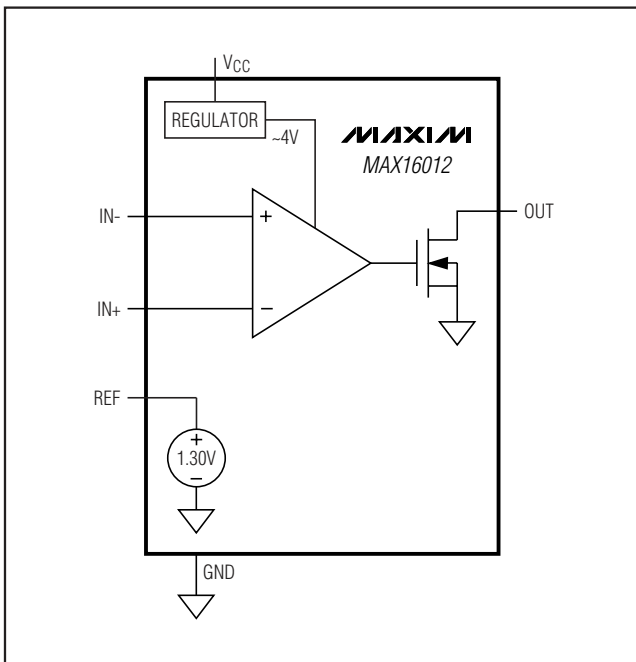 VCC
REGULATOR
~4V
MAXIM
MAX16012
IN-
+
OUT
IN+
−
REF
+
1.30V
−
GND